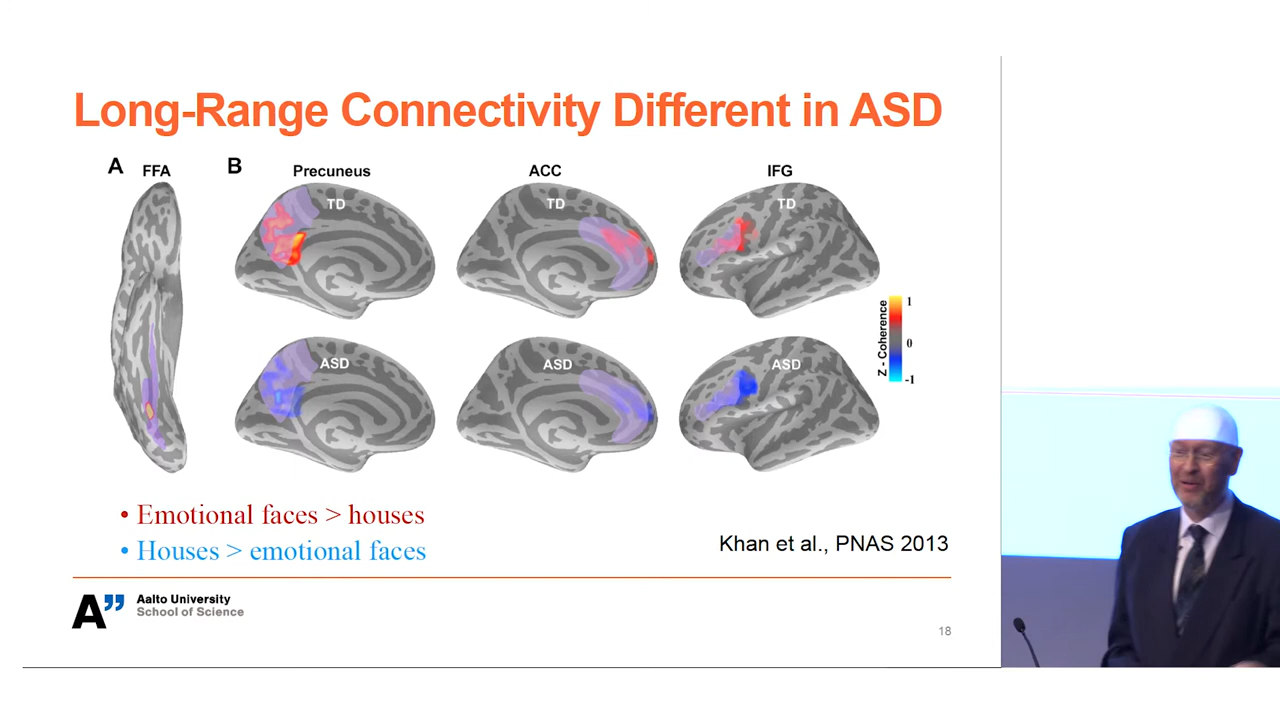 Long-Range Connectivity Different in ASD
A FFA B Precuneus ACC IFG
TD TD TD
ASD ASD ASD
Z - Coherence
1
0
-1
• Emotional faces > houses
• Houses > emotional faces
Khan et al., PNAS 2013
A” Aalto University
School of Science
18